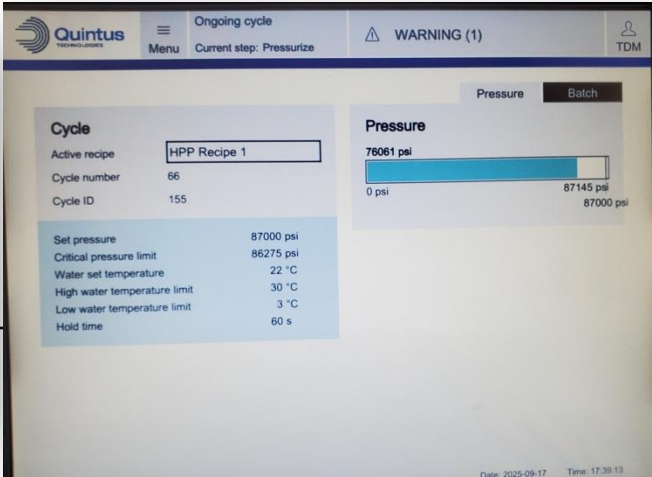 Quintus
TECHNOLOGIES
Menu
Ongoing cycle
Current step: Pressurize
WARNING (1)
TDM
Pressure
Batch
Cycle
Active recipe HPP Recipe 1
Cycle number 66
Cycle ID 155
Set pressure 87000 psi
Critical pressure limit 86275 psi
Water set temperature 22 °C
High water temperature limit 30 °C
Low water temperature limit 3 °C
Hold time 60 s
Pressure
76061 psi
0 psi 87145 psi
87000 psi
Date: 2025-09-17 Time: 17:39:13